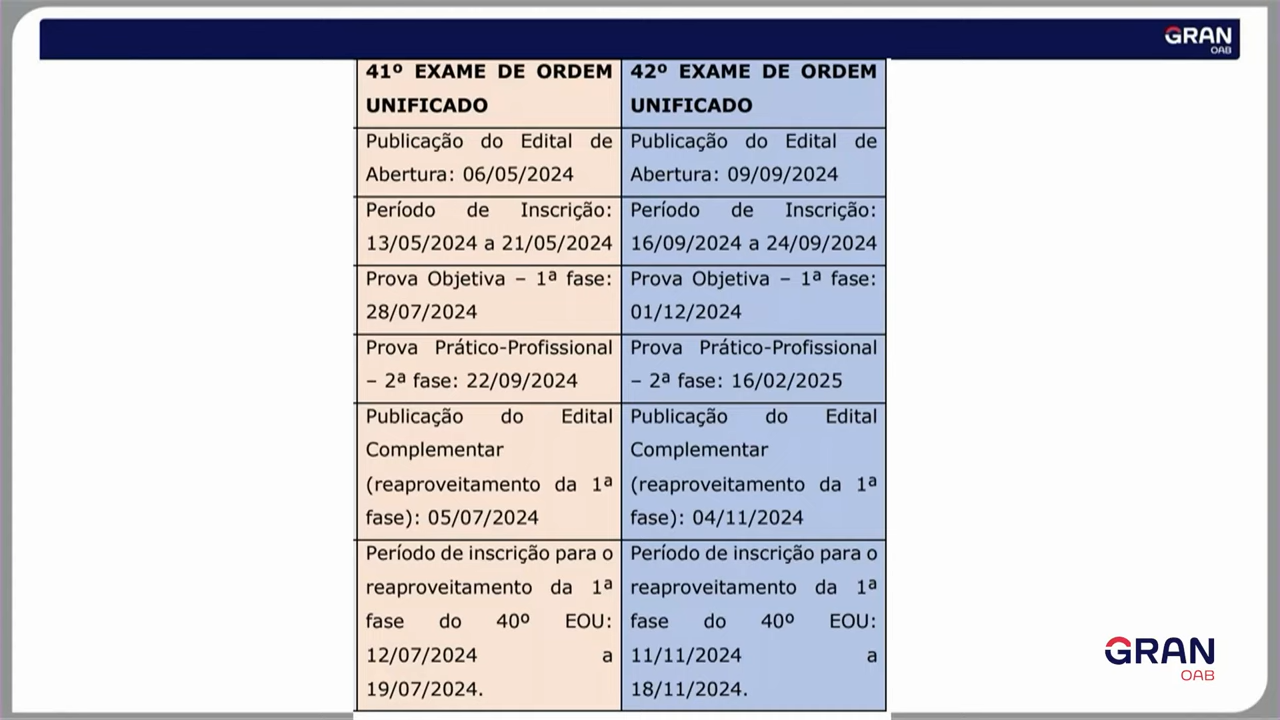 GRAN
OAB
41º EXAME DE ORDEM
UNIFICADO
Publicação do Edital de
Abertura: 06/05/2024
Período de Inscrição:
13/05/2024 a 21/05/2024
Prova Objetiva – 1ª fase:
28/07/2024
Prova Prático-Profissional
– 2ª fase: 22/09/2024
Publicação do Edital
Complementar
(reaproveitamento da 1ª
fase): 05/07/2024
Período de inscrição para o
reaproveitamento da 1ª
fase do 40º EOU:
12/07/2024 a
19/07/2024.
42º EXAME DE ORDEM
UNIFICADO
Publicação do Edital de
Abertura: 09/09/2024
Período de Inscrição:
16/09/2024 a 24/09/2024
Prova Objetiva – 1ª fase:
01/12/2024
Prova Prático-Profissional
– 2ª fase: 16/02/2025
Publicação do Edital
Complementar
(reaproveitamento da 1ª
fase): 04/11/2024
Período de inscrição para o
reaproveitamento da 1ª
fase do 40º EOU:
11/11/2024 a
18/11/2024.
GRAN
OAB